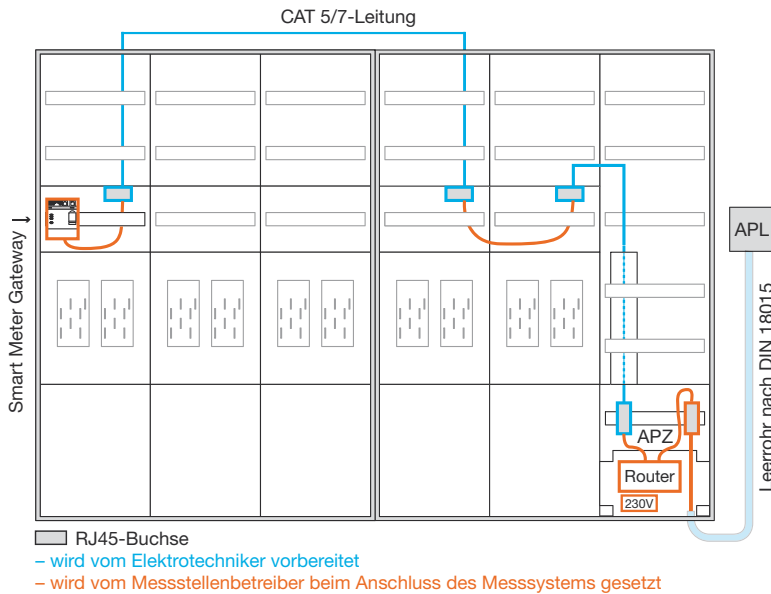 CAT 5/7-Leitung
Smart Meter Gateway ↓
APL
Leerrohr nach DIN 18015
APZ
Router
230V
RJ45-Buchse
– wird vom Elektrotechniker vorbereitet
– wird vom Messstellenbetreiber beim Anschluss des Messsystems gesetzt